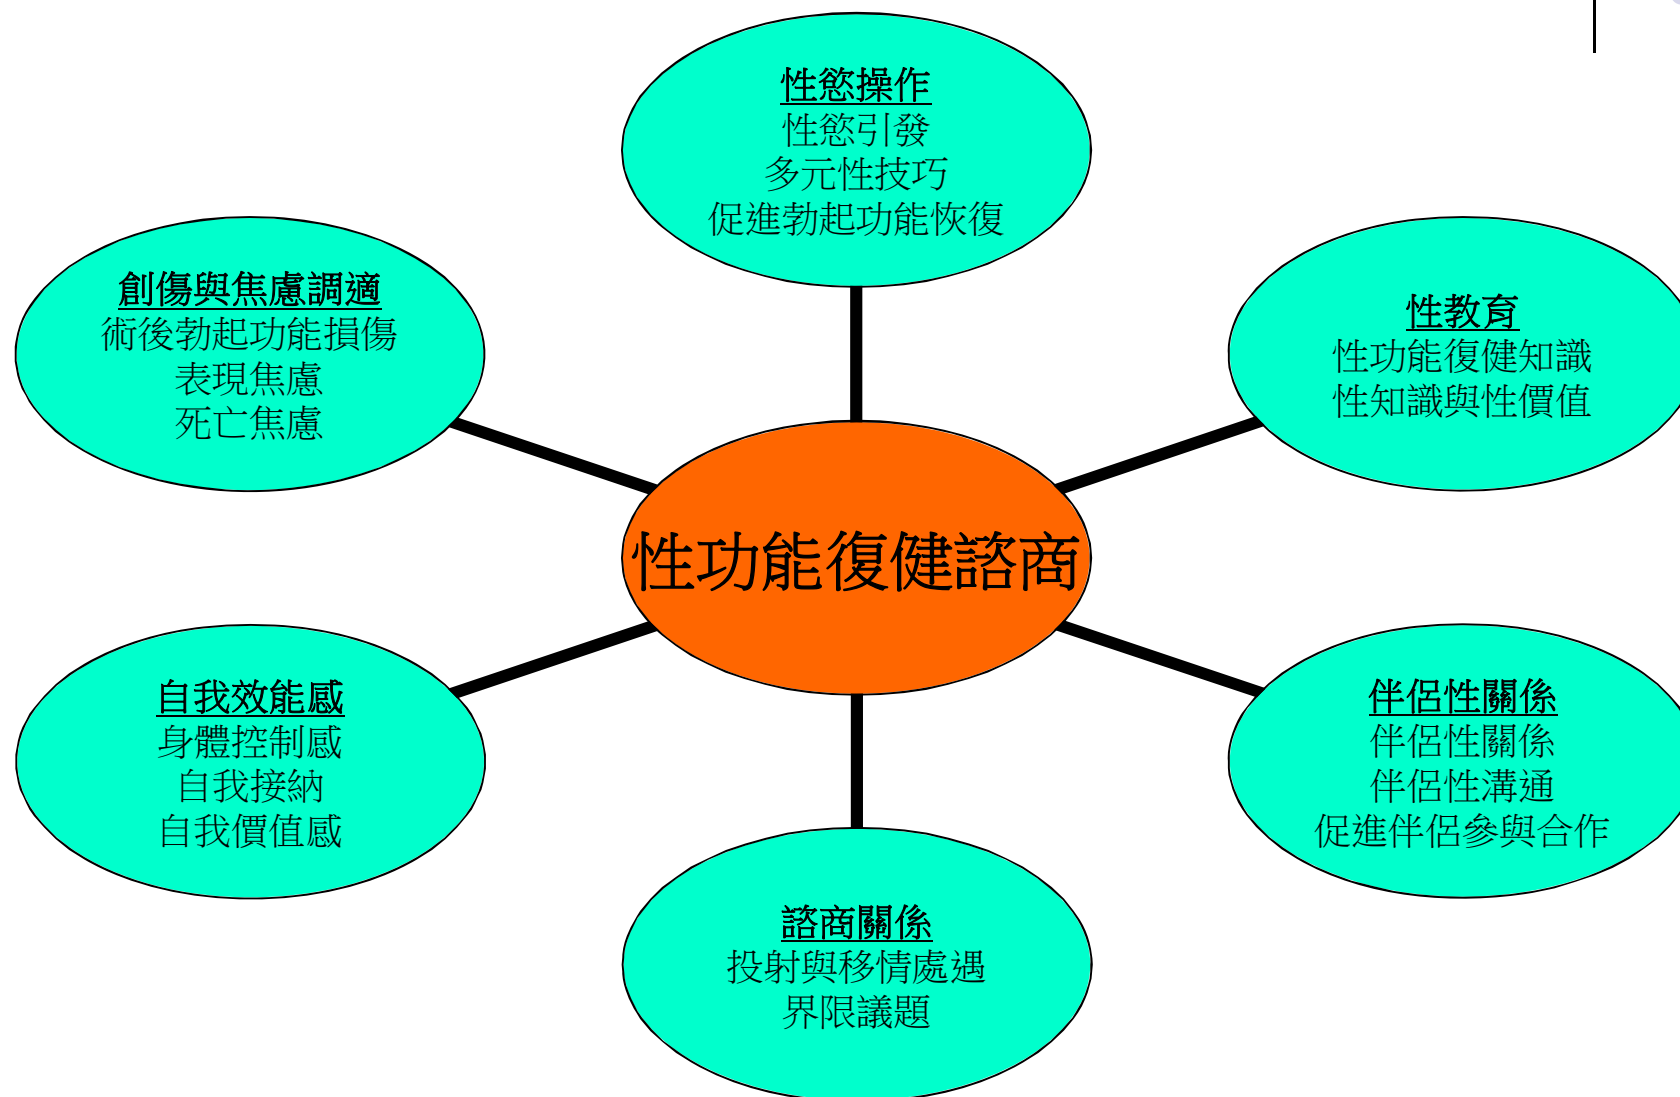 性慾操作
性慾引發
多元性技巧
促進勃起功能恢復
創傷與焦慮調適
術後勃起功能損傷
表現焦慮
死亡焦慮
性教育
性功能復健知識
性知識與性價值
性功能復健諮商
自我效能感
身體控制感
自我接納
自我價值感
伴侶性關係
伴侶性關係
伴侶性溝通
促進伴侶參與合作
諮商關係
投射與移情處遇
界限議題